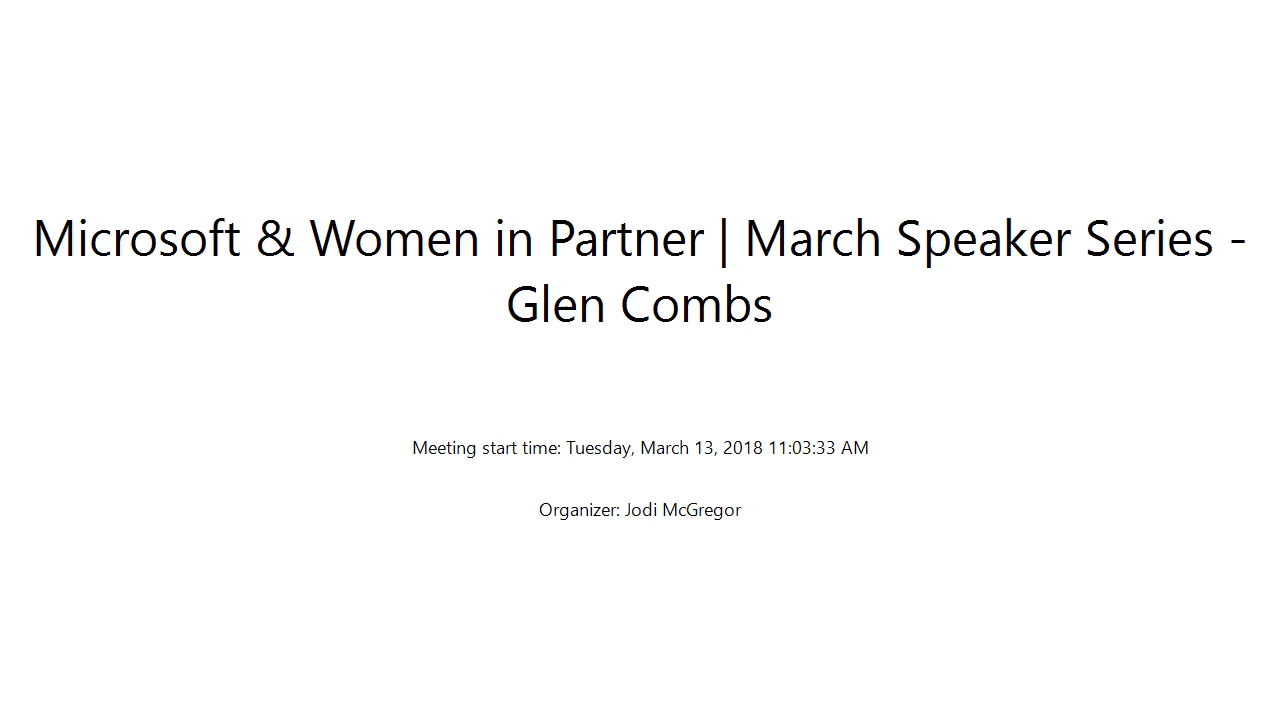 Microsoft & Women in Partner | March Speaker Series -
Glen Combs
Meeting start time: Tuesday, March 13, 2018 11:03:33 AM
Organizer: Jodi McGregor